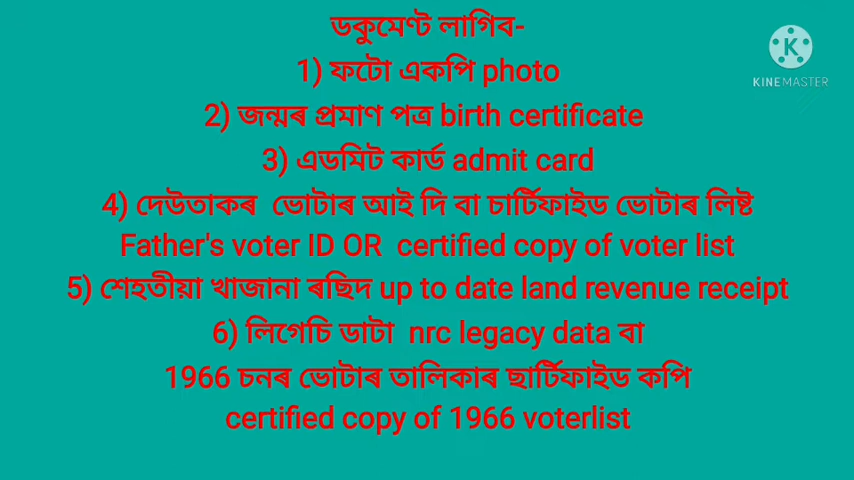 ডকুমেণ্ট লাগিব-
1) ফটো একপি photo
2) জন্মৰ প্ৰমাণ পত্ৰ birth certificate
3) এডমিট কাৰ্ড admit card
4) দেউতাকৰ ভোটাৰ আই দি বা চাৰ্টিফাইড ভোটাৰ লিষ্ট
Father's voter ID OR certified copy of voter list
5) শেহতীয়া খাজানা ৰছিদ up to date land revenue receipt
6) লিগেচি ডাটা nrc legacy data বা
1966 চনৰ ভোটাৰ তালিকাৰ ছাৰ্টিফাইড কপি
certified copy of 1966 voterlist
K
KINEMASTER